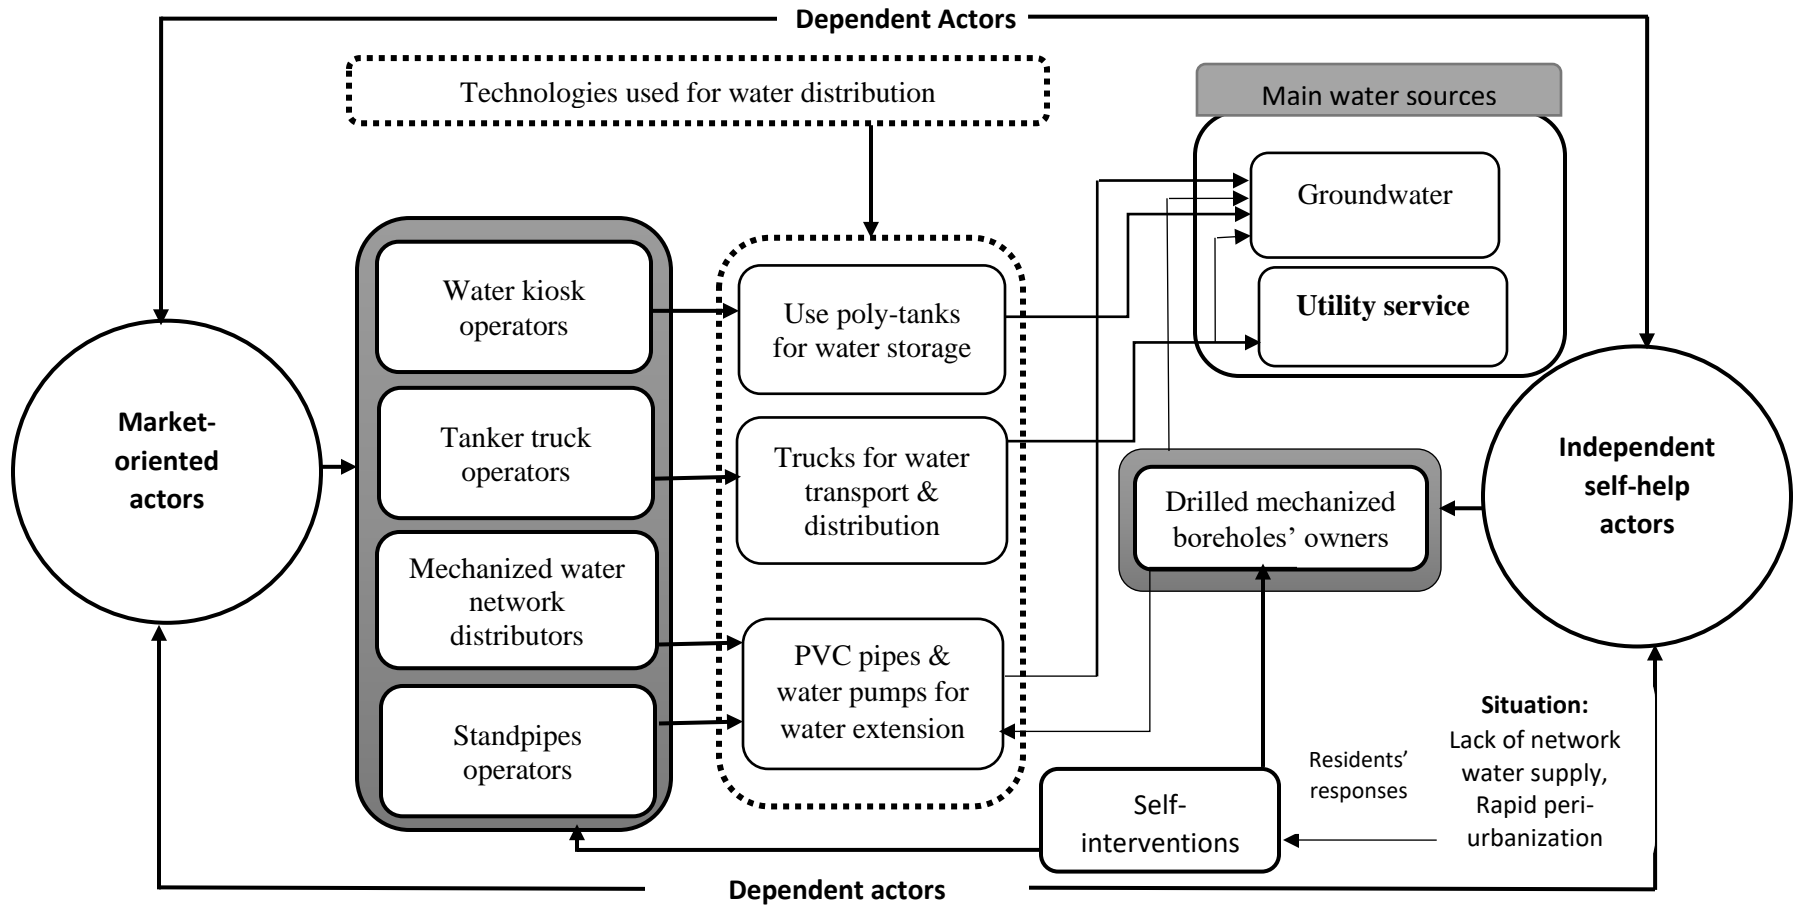 Dependent Actors
Technologies used for water distribution
Main water sources
Groundwater
Utility service
Market-
oriented
actors
Water kiosk
operators
Tanker truck
operators
Mechanized water
network
distributors
Standpipes
operators
Use poly-tanks
for water storage
Trucks for water
transport &
distribution
PVC pipes &
water pumps for
water extension
Drilled mechanized
boreholes’ owners
Independent
self-help
actors
Situation:
Lack of network
water supply,
Rapid peri-
urbanization
Residents’
responses
Self-
interventions
Dependent actors